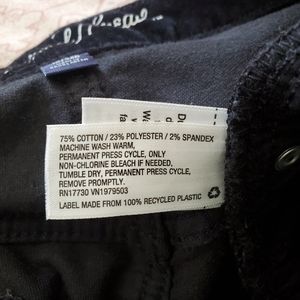 75% COTTON / 23% POLYESTER / 2% SPANDEX
MACHINE WASH WARM,
PERMANENT PRESS CYCLE, ONLY
NON-CHLORINE BLEACH IF NEEDED,
TUMBLE DRY, PERMANENT PRESS CYCLE,
REMOVE PROMPTLY.
RN17730 VN1979503
LABEL MADE FROM 100% RECYCLED PLASTIC